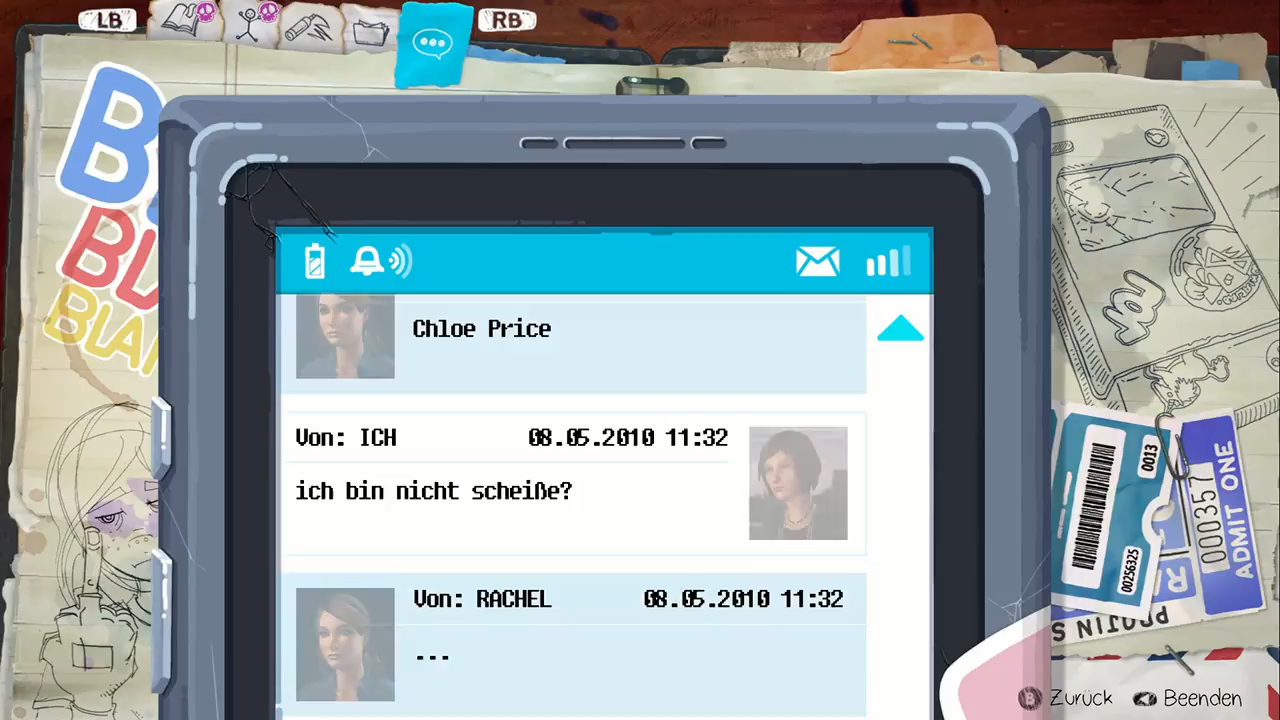 LB
RB
Chloe Price
Von: ICH 08.05.2010 11:32
ich bin nicht scheiße?
Von: RACHEL 08.05.2010 11:32
...
0013
00256325
000357
ADMIT ONE
Zurück
Beenden